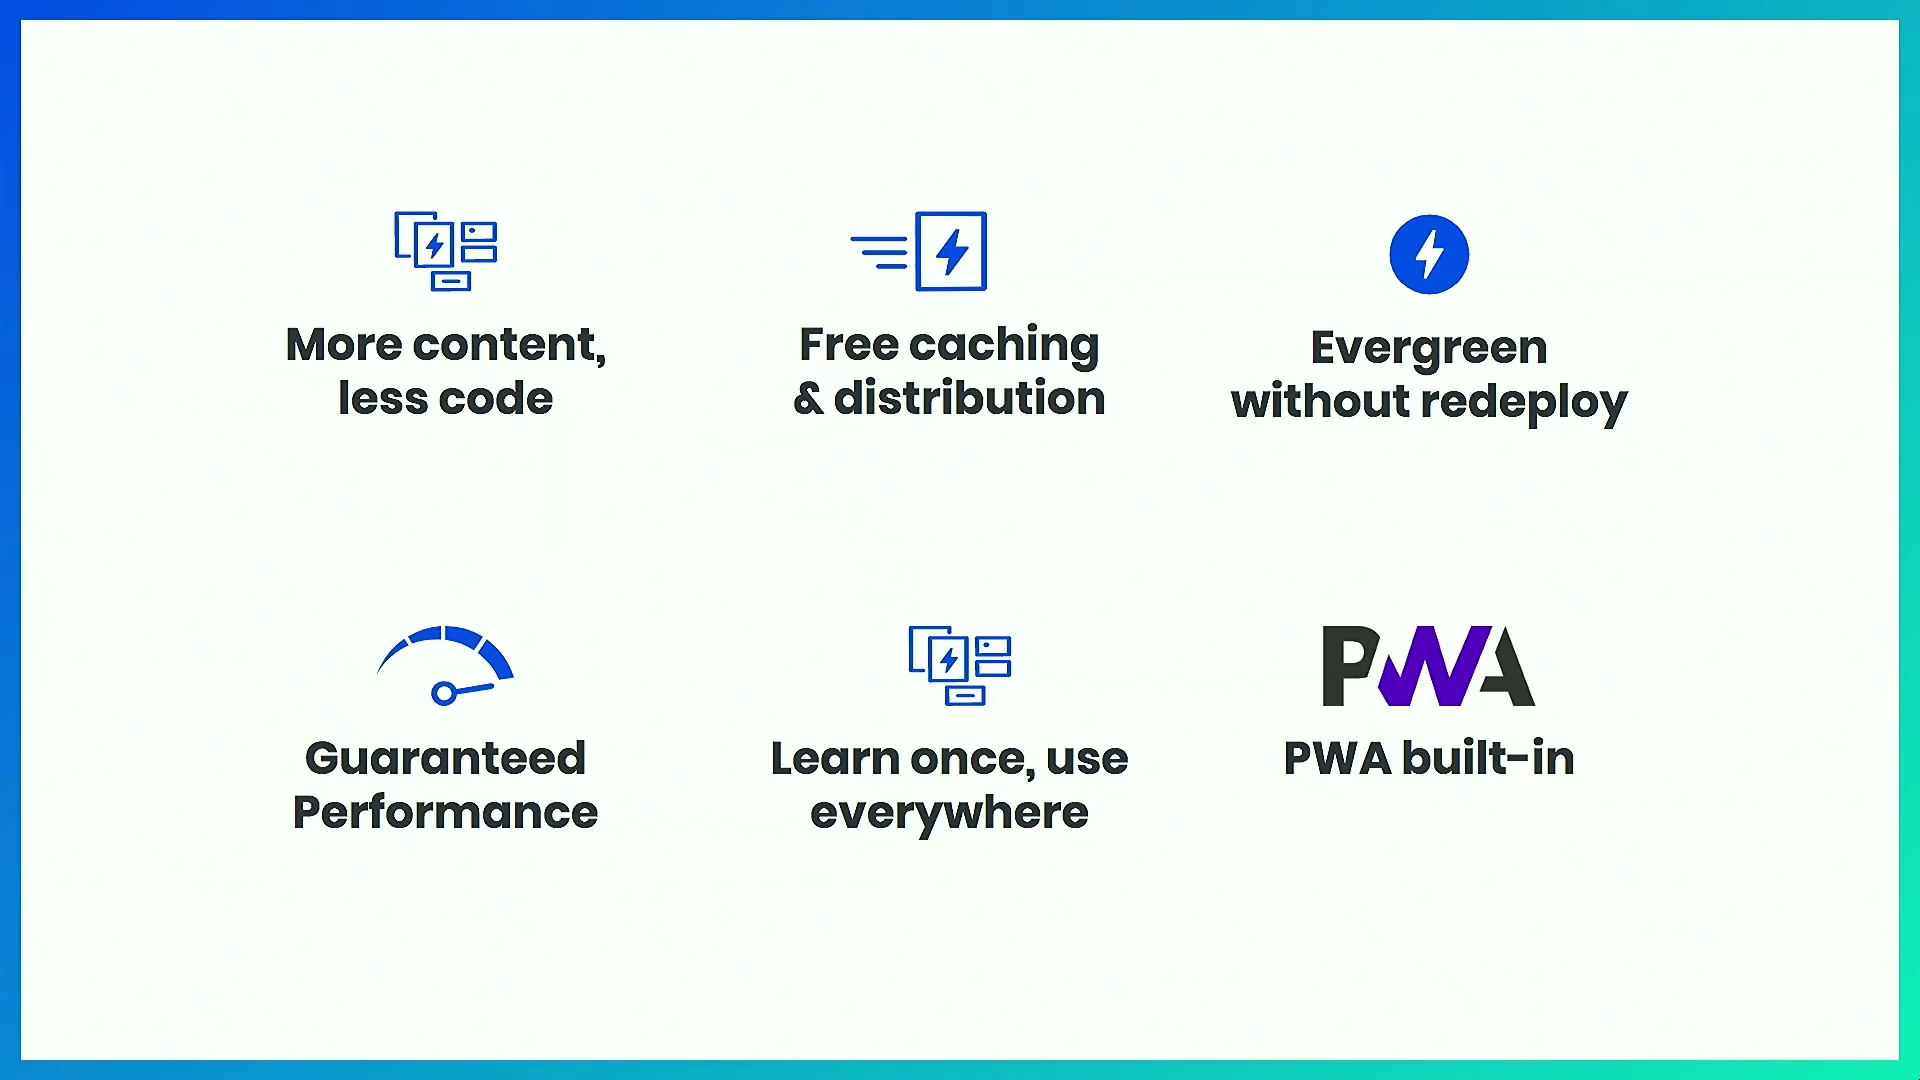 More content,
less code
Free caching
& distribution
Evergreen
without redeploy
Guaranteed
Performance
Learn once, use
everywhere
PWA
PWA built-in